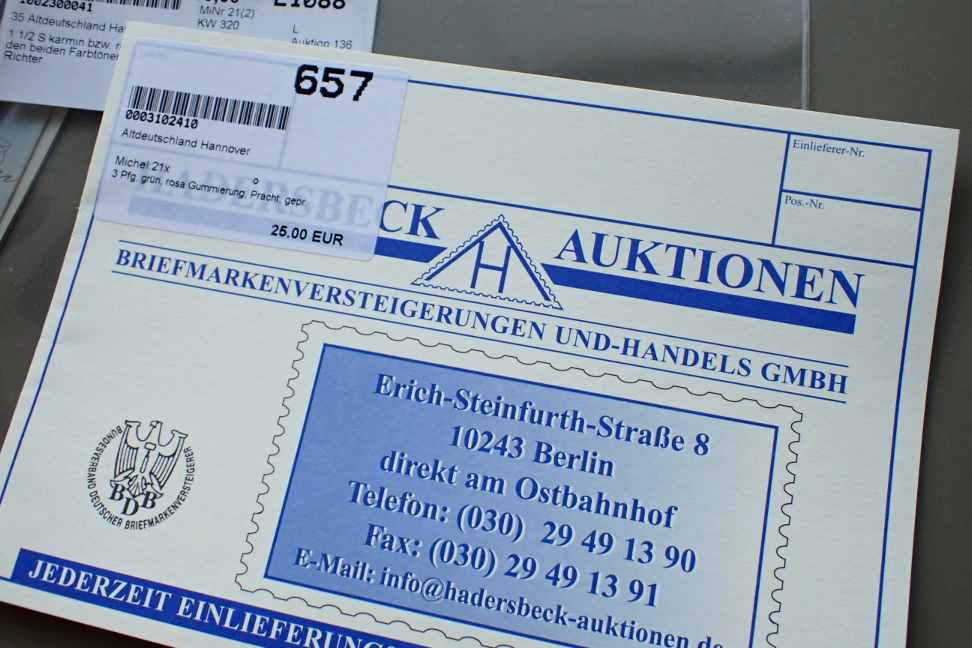 1002300041
MiNr 21(2)
KW 320
L
Auktion 136
35 Altdeutschland
1 1/2 S karmin bzw.
den beiden Farbtöne
Richter
657
0003102410
Altdeutschland Hannover
Michel 21x
o
3 Pfg. grün, rosa Gummierung, Pracht, gepr.
25.00 EUR
Einlieferer-Nr.
Pos.-Nr.
HADERSBECK H AUKTIONEN
BRIEFMARKENVERSTEIGERUNGEN UND-HANDELS GMBH
Erich-Steinfurth-Straße 8
10243 Berlin
direkt am Ostbahnhof
Telefon: (030) 29 49 13 90
Fax: (030) 29 49 13 91
E-Mail: info@hadersbeck-auktionen.de
BUNDESVERBAND DEUTSCHER BRIEFMARKENVERSTEIGERER
BDB
JEDERZEIT EINLIEFERUNG